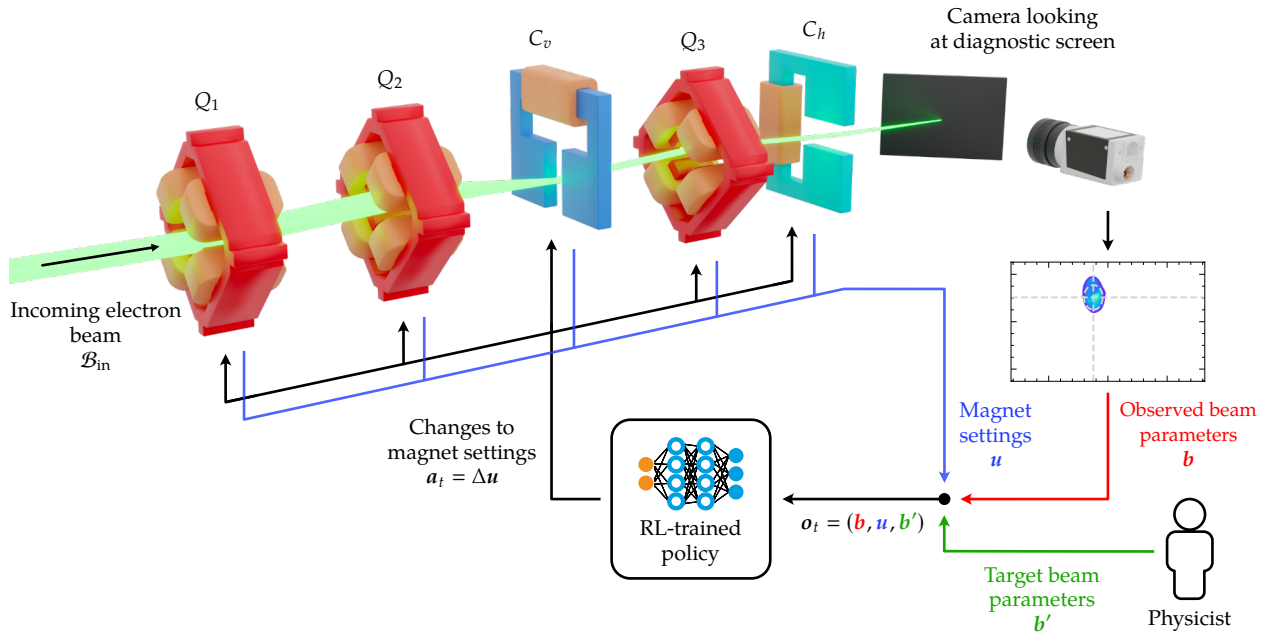 Camera looking
at diagnostic screen
C_v
Q_3
C_h
Q_2
Q_1
Incoming electron
beam
ℬ_in
Changes to
magnet settings
a_t = Δu
Magnet
settings
u
Observed beam
parameters
b
RL-trained
policy
o_t = (b, u, b′)
Target beam
parameters
b′
Physicist